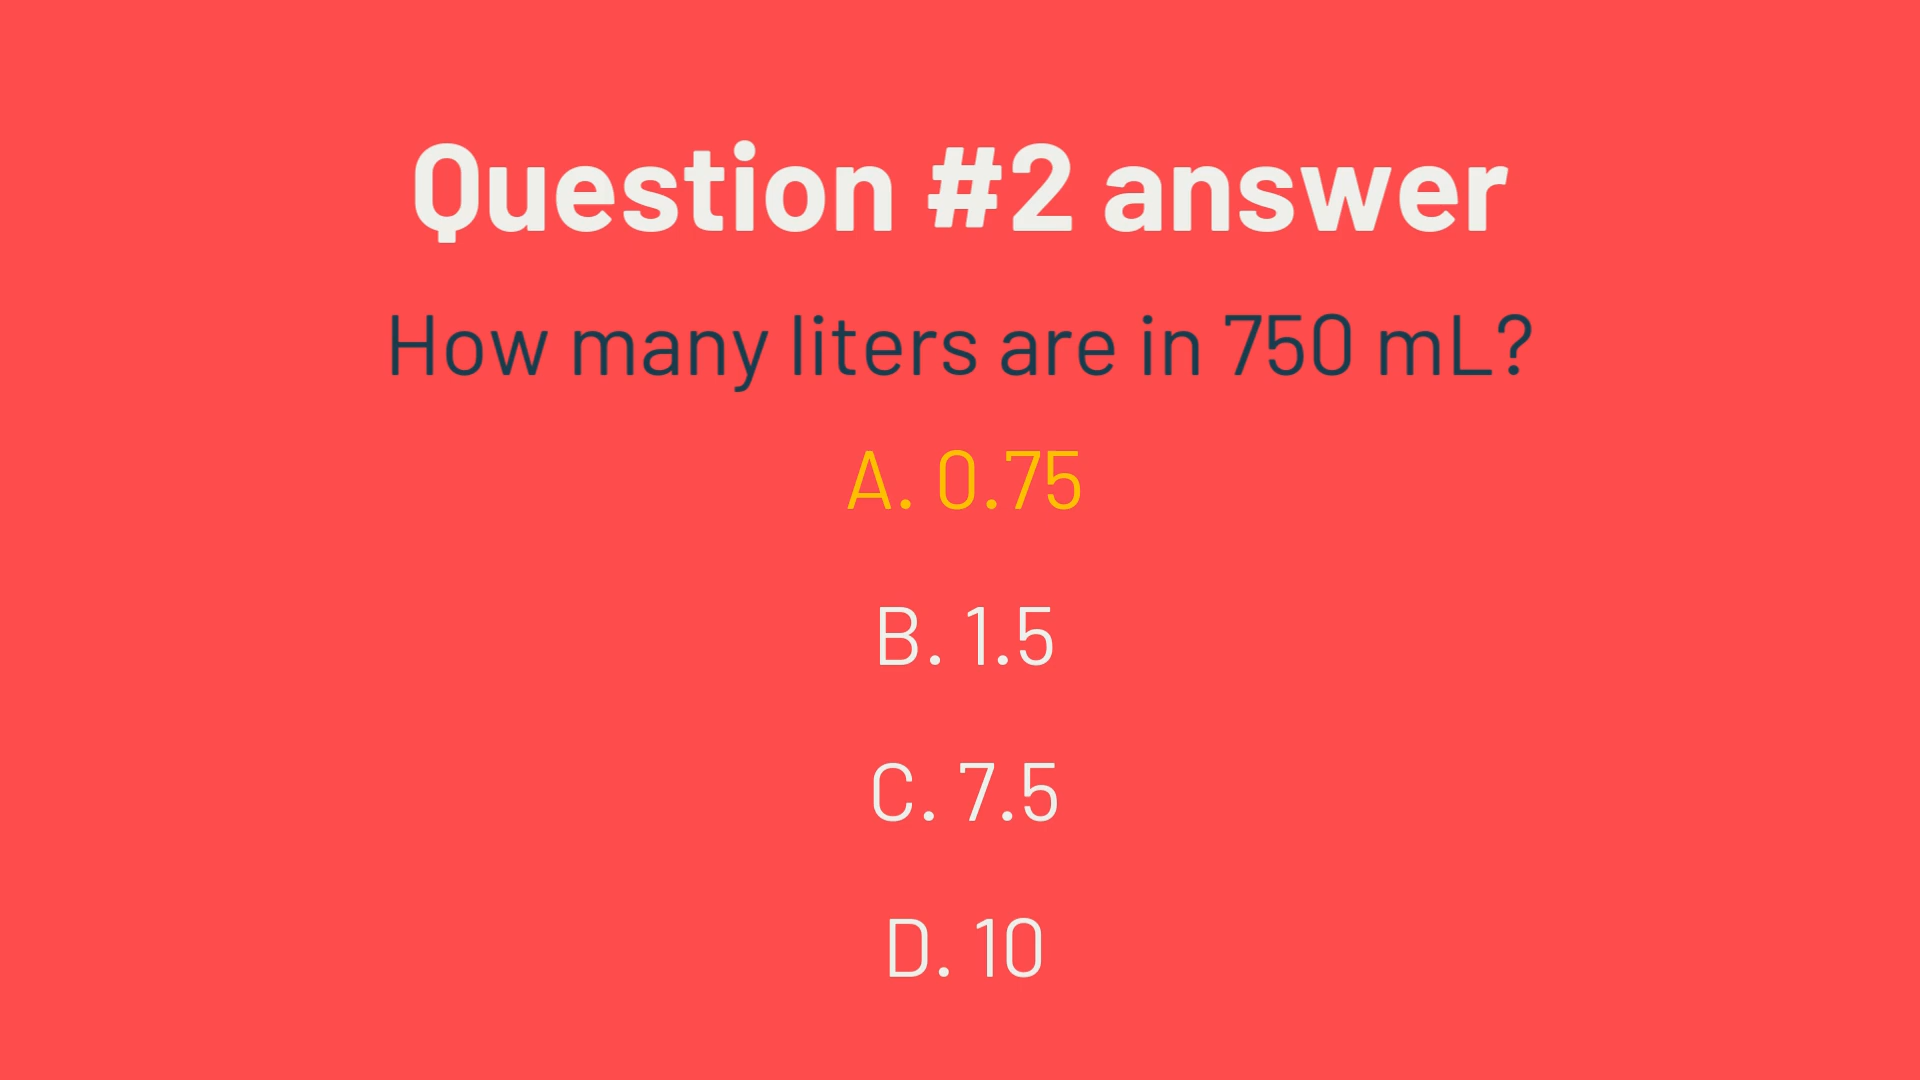 Question #2 answer
How many liters are in 750 mL?
A. 0.75
B. 1.5
C. 7.5
D. 10